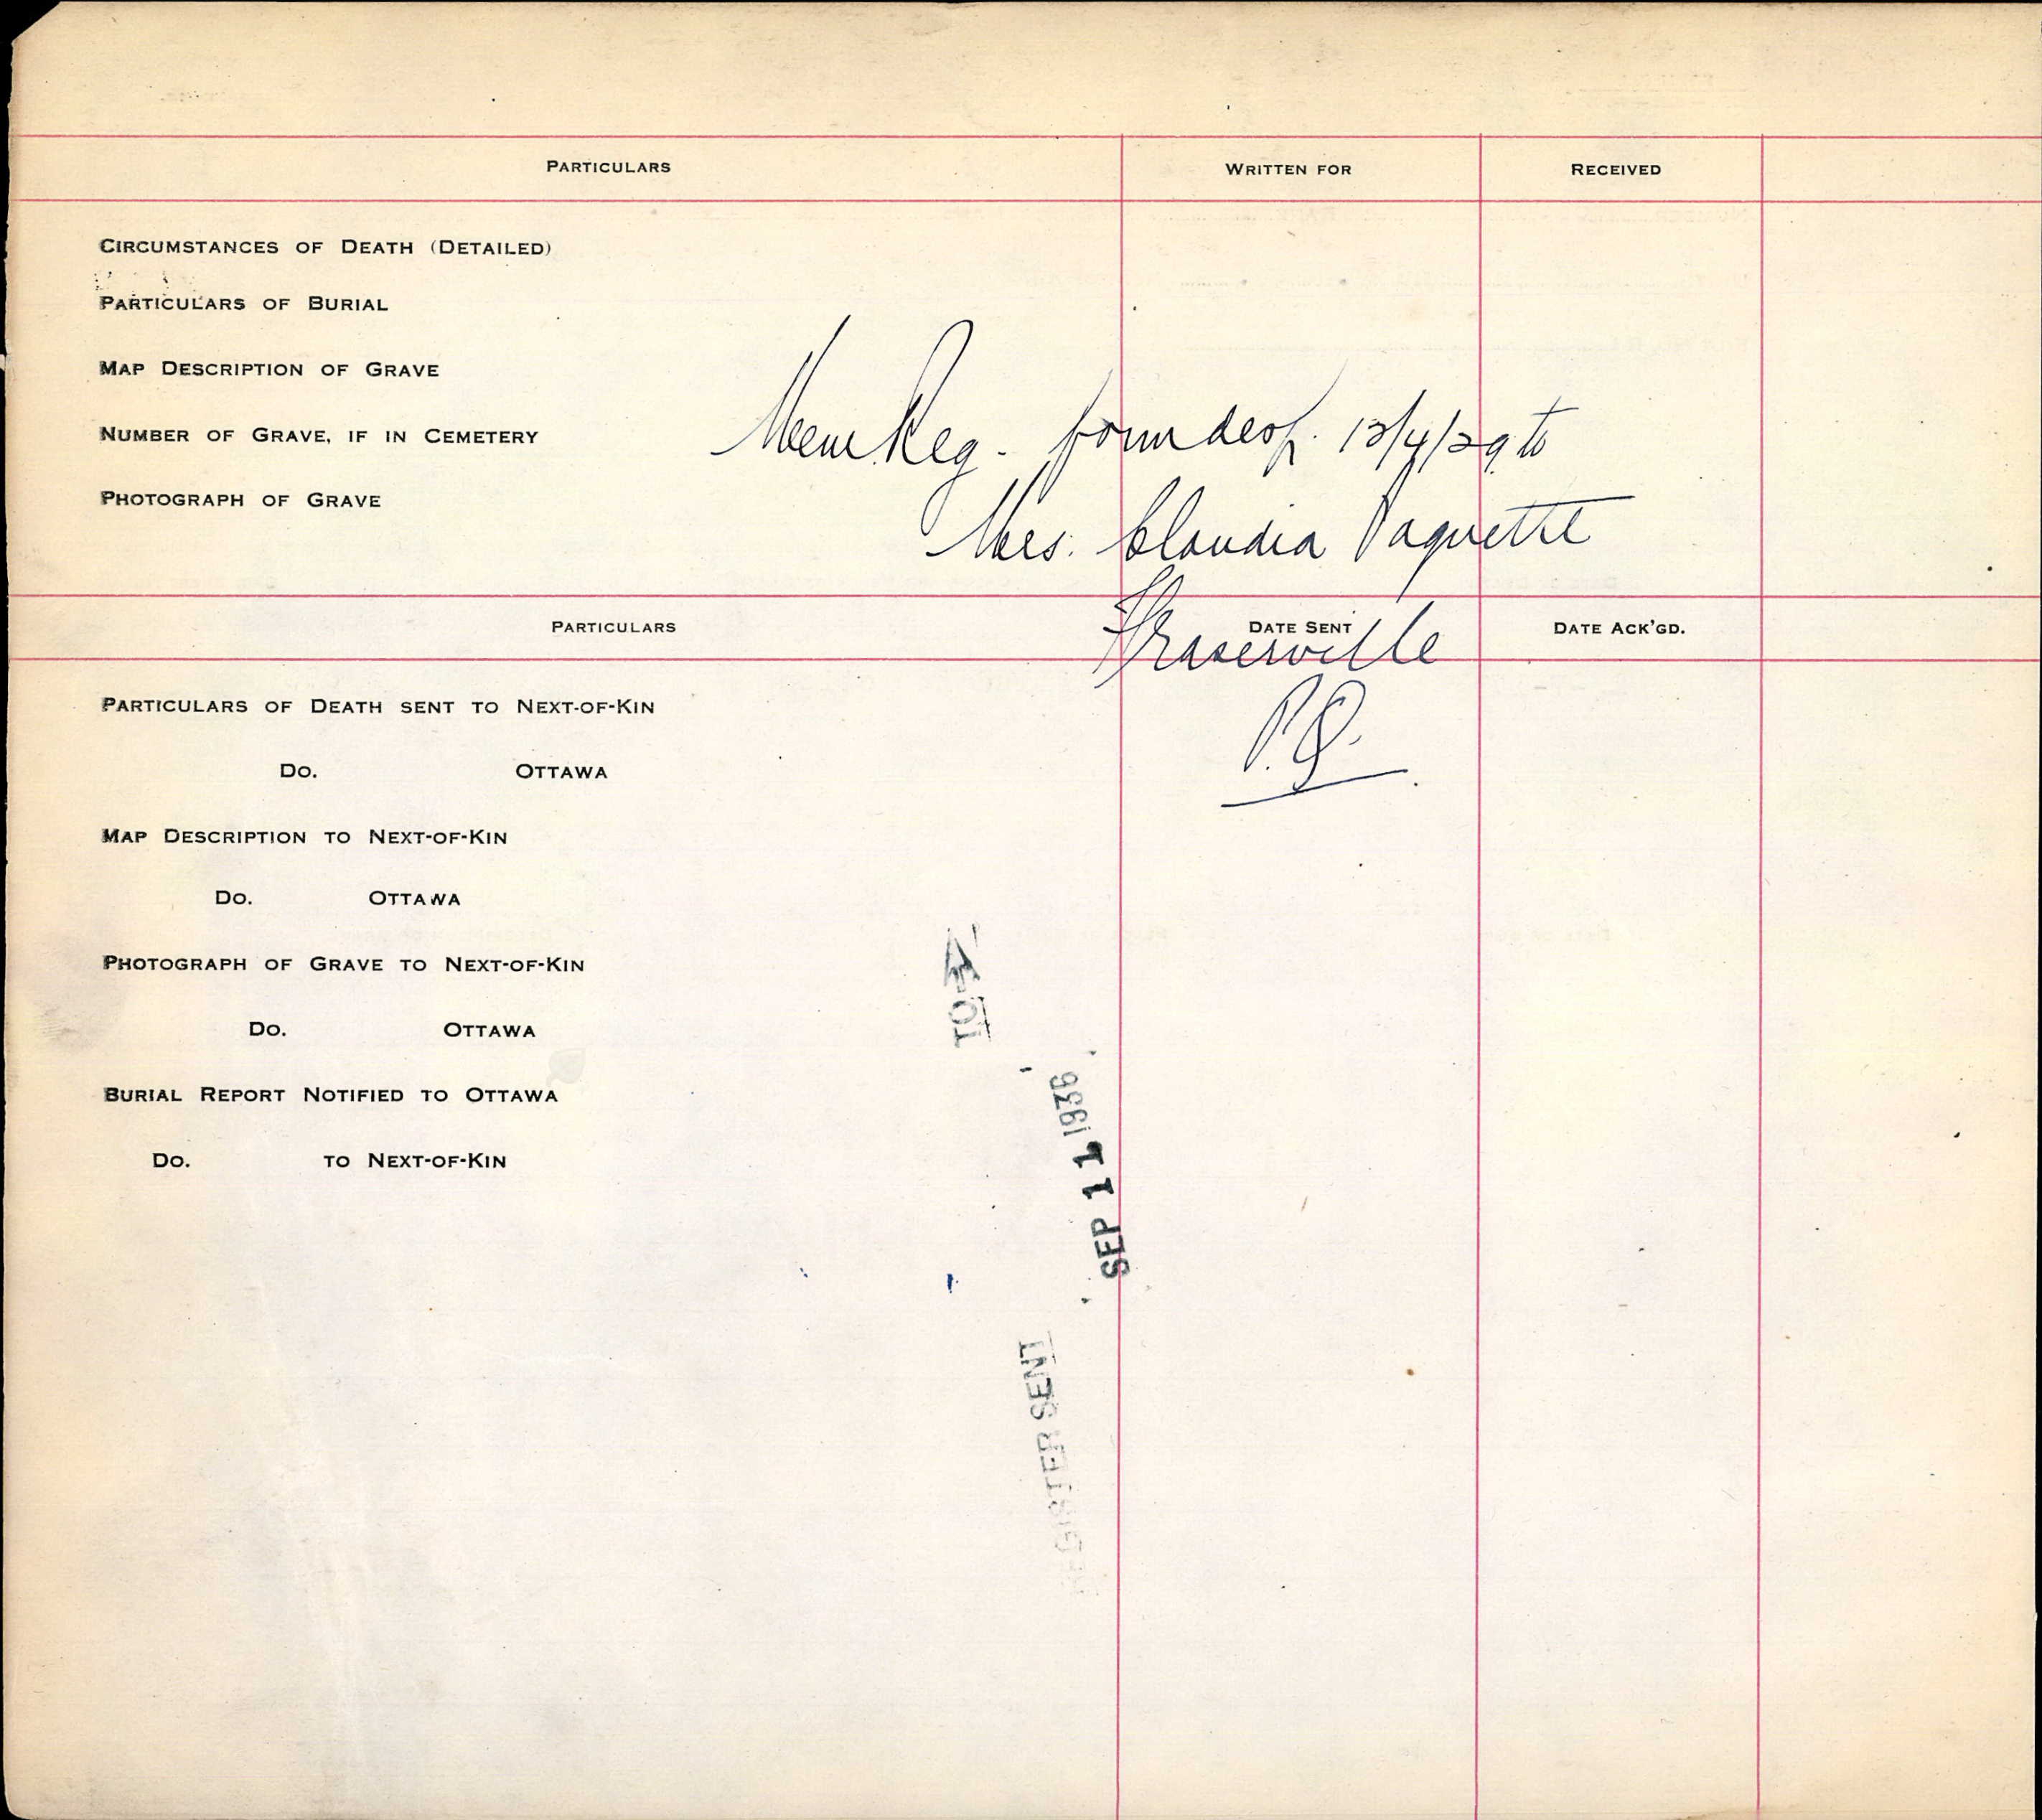 PARTICULARS WRITTEN FOR RECEIVED
CIRCUMSTANCES OF DEATH (DETAILED)
PARTICULARS OF BURIAL
MAP DESCRIPTION OF GRAVE
NUMBER OF GRAVE, IF IN CEMETERY
Mem Reg. form desp. 13/4/29 to
PHOTOGRAPH OF GRAVE
Mrs. Claudia Paquette
Fraserville
PARTICULARS DATE SENT DATE ACK'GD.
P.Q.
PARTICULARS OF DEATH SENT TO NEXT-OF-KIN
DO. OTTAWA
MAP DESCRIPTION TO NEXT-OF-KIN
DO. OTTAWA
PHOTOGRAPH OF GRAVE TO NEXT-OF-KIN
DO. OTTAWA
BURIAL REPORT NOTIFIED TO OTTAWA
DO. TO NEXT-OF-KIN
REGISTER SENT
SEP 11 1936
TO